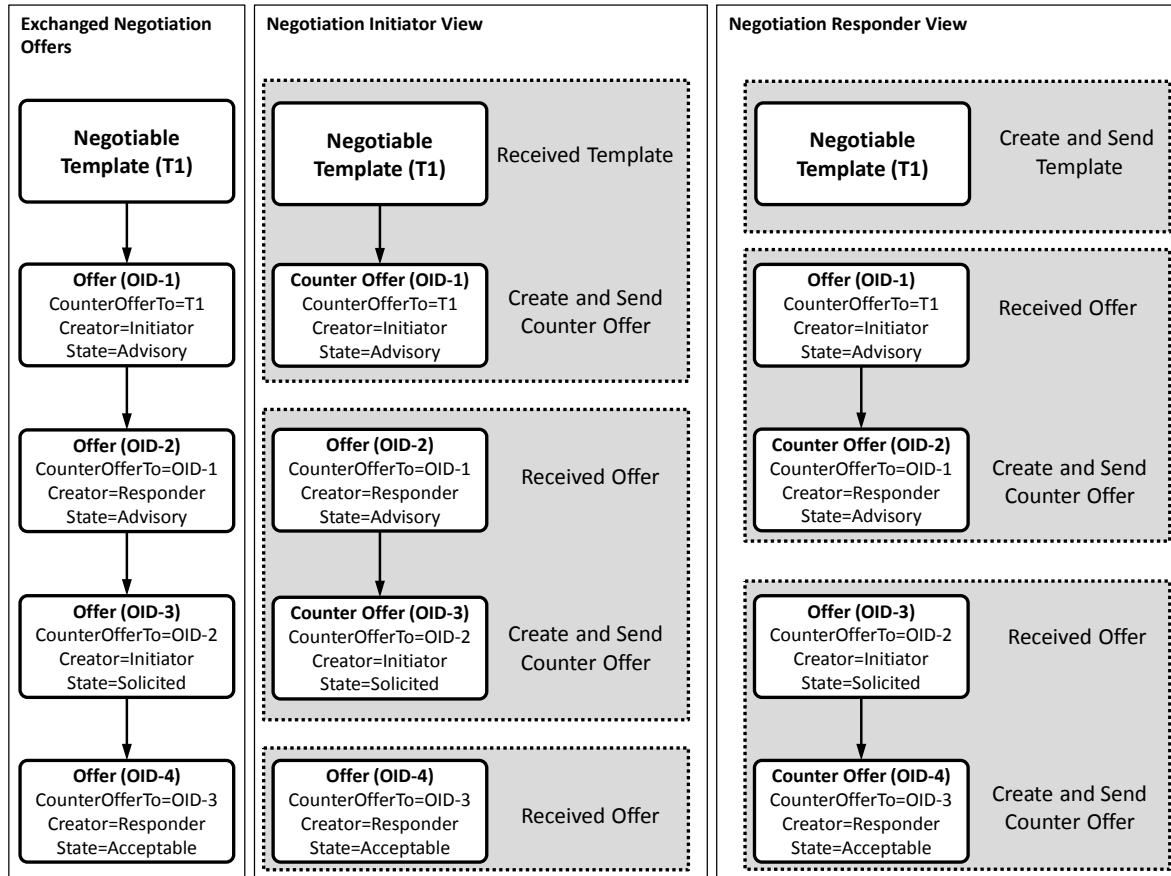 Exchanged Negotiation
Offers
Negotiable
Template (T1)
Offer (OID-1)
CounterOfferTo=T1
Creator=Initiator
State=Advisory
Offer (OID-2)
CounterOfferTo=OID-1
Creator=Responder
State=Advisory
Offer (OID-3)
CounterOfferTo=OID-2
Creator=Initiator
State=Solicited
Offer (OID-4)
CounterOfferTo=OID-3
Creator=Responder
State=Acceptable
Negotiation Initiator View
Negotiable
Template (T1)
Received Template
Counter Offer (OID-1)
CounterOfferTo=T1
Creator=Initiator
State=Advisory
Create and Send
Counter Offer
Offer (OID-2)
CounterOfferTo=OID-1
Creator=Responder
State=Advisory
Received Offer
Counter Offer (OID-3)
CounterOfferTo=OID-2
Creator=Initiator
State=Solicited
Create and Send
Counter Offer
Offer (OID-4)
CounterOfferTo=OID-3
Creator=Responder
State=Acceptable
Received Offer
Negotiation Responder View
Negotiable
Template (T1)
Create and Send
Template
Offer (OID-1)
CounterOfferTo=T1
Creator=Initiator
State=Advisory
Received Offer
Counter Offer (OID-2)
CounterOfferTo=OID-1
Creator=Responder
State=Advisory
Create and Send
Counter Offer
Offer (OID-3)
CounterOfferTo=OID-2
Creator=Initiator
State=Solicited
Received Offer
Counter Offer (OID-4)
CounterOfferTo=OID-3
Creator=Responder
State=Acceptable
Create and Send
Counter Offer